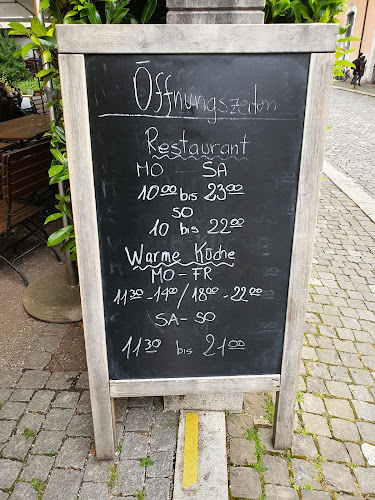 Öffnungszeiten
Restaurant
MO - SA
10⁰⁰ bis 23⁰⁰
SO
10 bis 22⁰⁰
Warme Küche
MO - FR
11³⁰ - 14⁰⁰ / 18⁰⁰ - 22⁰⁰
SA - SO
11³⁰ bis 21⁰⁰